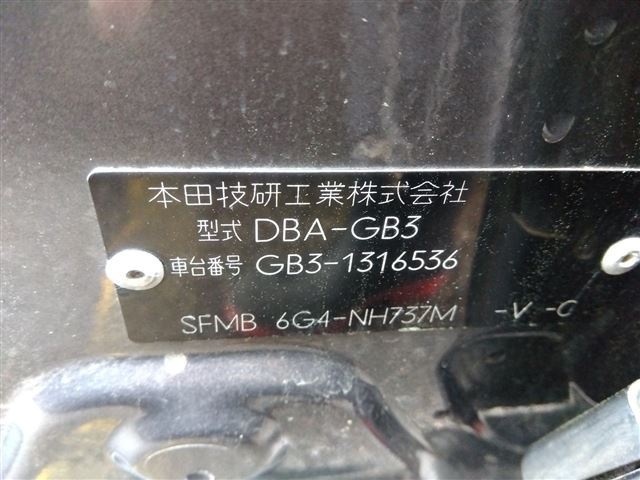 本田技研工業株式会社
型式 DBA-GB3
車台番号 GB3-1316536
SFMB 6G4-NH737M -V -C